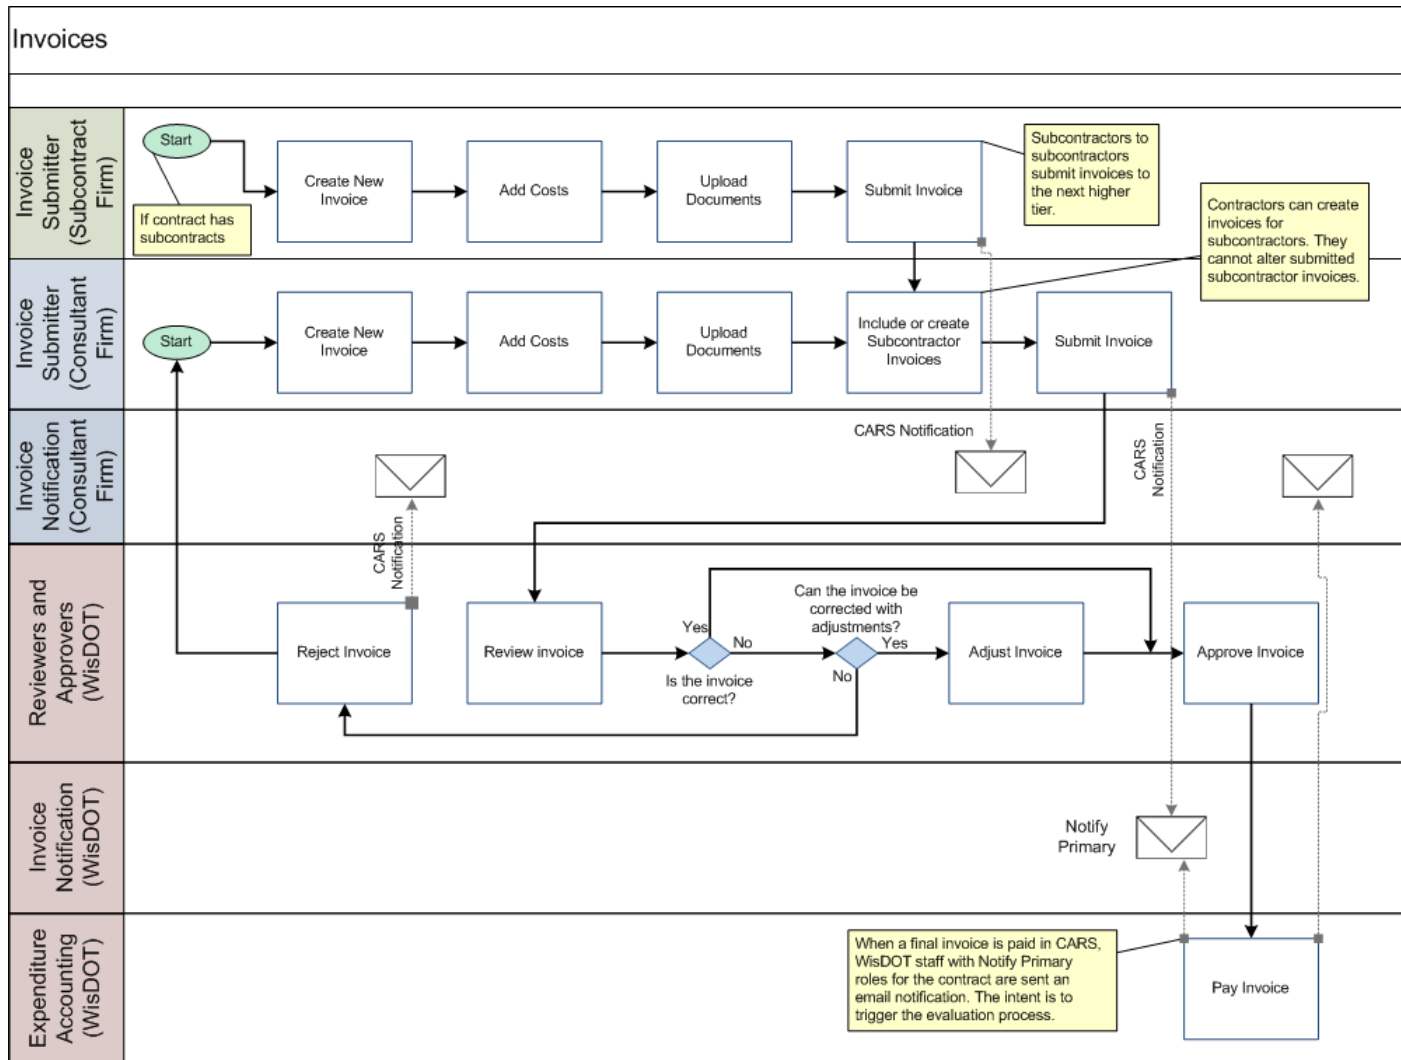 Invoices
Invoice
Submitter
(Subcontract
Firm)
Start
If contract has
subcontracts
Create New
Invoice
Add Costs
Upload
Documents
Submit Invoice
Subcontractors to
subcontractors
submit invoices to
the next higher
tier.
Contractors can create
invoices for
subcontractors. They
cannot alter submitted
subcontractor invoices.
Invoice
Submitter
(Consultant
Firm)
Start
Create New
Invoice
Add Costs
Upload
Documents
Include or create
Subcontractor
Invoices
Submit Invoice
Invoice
Notification
(Consultant
Firm)
CARS
Notification
CARS Notification
CARS
Notification
Reviewers and
Approvers
(WisDOT)
Reject Invoice
Review invoice
Yes
No
Is the invoice
correct?
Can the invoice be
corrected with
adjustments?
Yes
No
Adjust Invoice
Approve Invoice
Invoice
Notification
(WisDOT)
Notify
Primary
Expenditure
Accounting
(WisDOT)
When a final invoice is paid in CARS,
WisDOT staff with Notify Primary
roles for the contract are sent an
email notification. The intent is to
trigger the evaluation process.
Pay Invoice